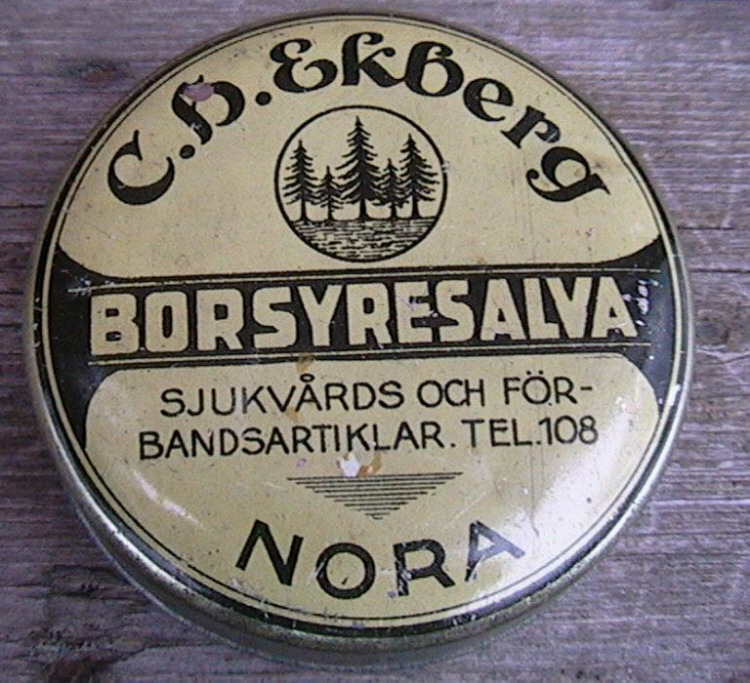 C.H.Ekberg
BORSYRESALVA
SJUKVÅRDS OCH FÖR-
BANDSARTIKLAR. TEL.108
NORA